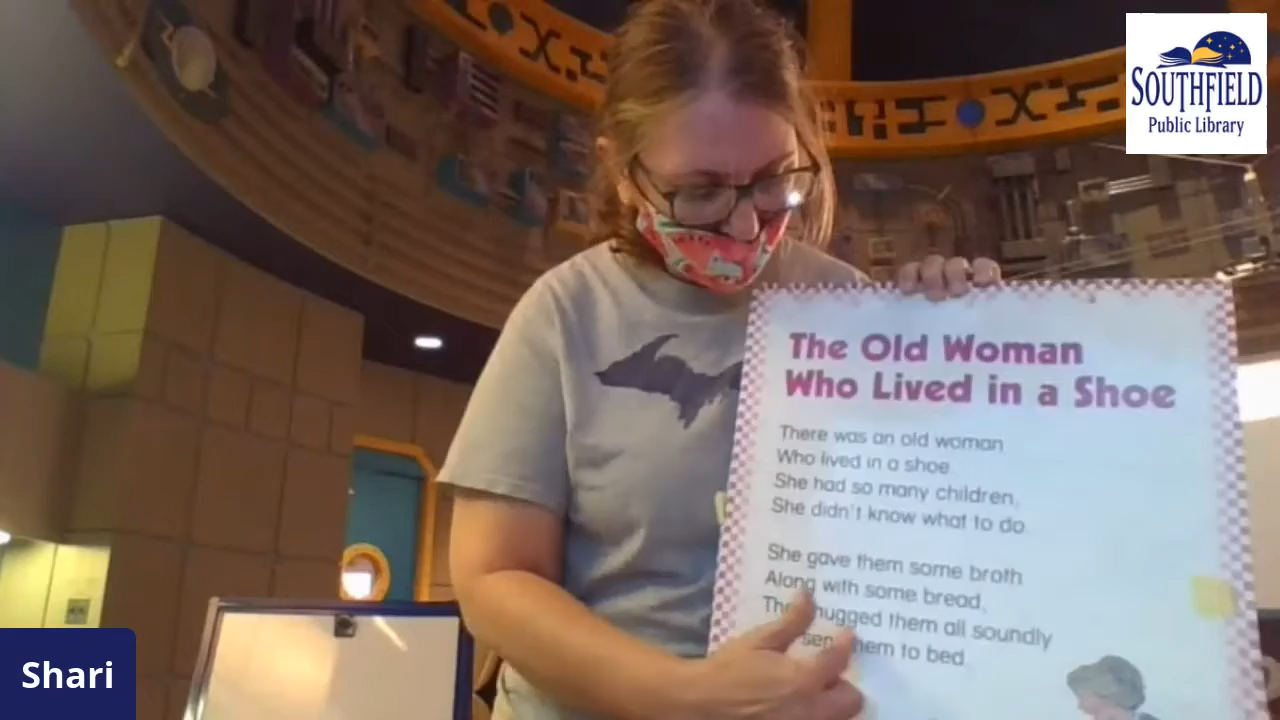 SOUTHFIELD
Public Library
The Old Woman
Who Lived in a Shoe
There was an old woman
Who lived in a shoe.
She had so many children,
She didn't know what to do.
She gave them some broth
Along with some bread,
hugged them all soundly
to bed.
Shari